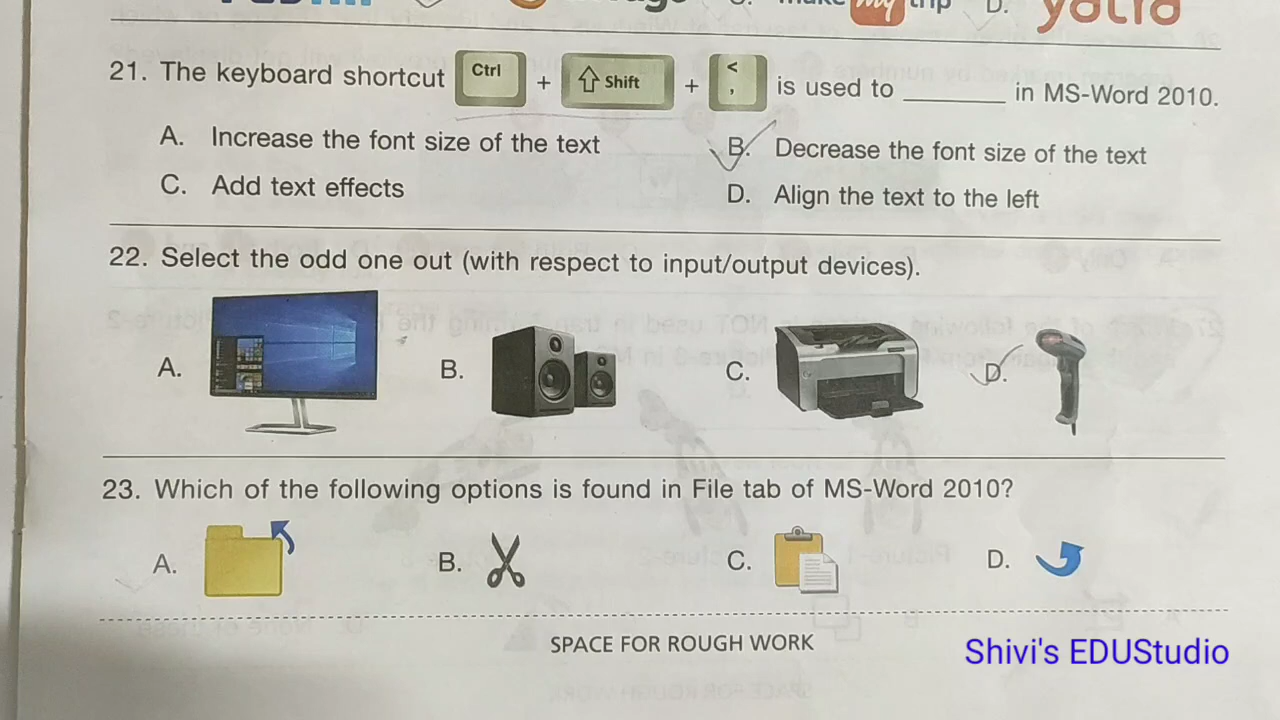 my trip D. yatra
21. The keyboard shortcut Ctrl + Shift + < , is used to ________ in MS-Word 2010.
A. Increase the font size of the text B. Decrease the font size of the text
C. Add text effects D. Align the text to the left
22. Select the odd one out (with respect to input/output devices).
A. B. C. D.
23. Which of the following options is found in File tab of MS-Word 2010?
A. B. C. D.
SPACE FOR ROUGH WORK
Shivi's EDUStudio